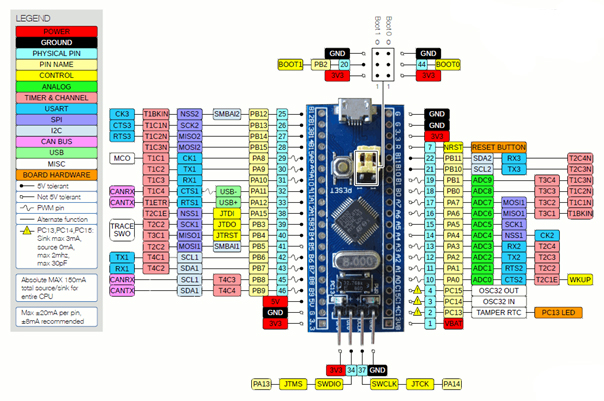 LEGEND
POWER
GROUND
PHYSICAL PIN
PIN NAME
CONTROL
ANALOG
TIMER & CHANNEL
USART
SPI
I2C
CAN BUS
USB
MISC
BOARD HARDWARE
5V tolerant
Not 5V tolerant
PWM pin
Alternate function
PC13,PC14,PC15:
Sink max 3mA,
source 0mA,
max 2mhz,
max 30pF
Absolute MAX 150mA
total source/sink for
entire CPU
Max ±20mA per pin,
±8mA recommended
Boot 1 Boot 0
GND GND
BOOT1 PB2 20 44 BOOT0
3V3 3V3
1 1
CK3 T1BKIN NSS2 SMBAI2 PB12 25
CTS3 T1C1N SCK2 PB13 26
RTS3 T1C2N MISO2 PB14 27
T1C3N MOSI2 PB15 28
MCO T1C1 CK1 PA8 29
T1C2 TX1 PA9 30
T1C3 RX1 PA10 31
CANRX T1C4 CTS1 USB- PA11 32
CANTX T1ETR RTS1 USB+ PA12 33
T2C1E NSS1 JTDI PA15 38
TRACE SWO T2C2 SCK1 JTDO PB3 39
T3C1 MISO1 JTRST PB4 40
T3C2 MOSI1 SMBAI1 PB5 41
TX1 T4C1 SCL1 PB6 42
RX1 T4C2 SDA1 PB7 43
CANRX SCL1 T4C3 PB8 45
CANTX SDA1 T4C4 PB9 46
5V
GND
3V3
GND
GND
3V3
7 NRST RESET BUTTON
22 PB11 SDA2 RX3 T2C4N
21 PB10 SCL2 TX3 T2C3N
19 PB1 ADC9 T3C4 T1C3N
18 PB0 ADC8 T3C3 T1C2N
17 PA7 ADC7 MOSI1 T3C2 T1C1N
16 PA6 ADC6 MISO1 T3C1 T1BKIN
15 PA5 ADC5 SCK1
14 PA4 ADC4 NSS1 CK2
13 PA3 ADC3 RX2 T2C4
12 PA2 ADC2 TX2 T2C3
11 PA1 ADC1 RTS2 T2C2
10 PA0 ADC0 CTS2 T2C1E WKUP
4 PC15 OSC32 OUT
3 PC14 OSC32 IN
2 PC13 TAMPER RTC PC13 LED
1 VBAT
RESET
8.000
3V3 34 37 GND
PA13 JTMS SWDIO SWCLK JTCK PA14